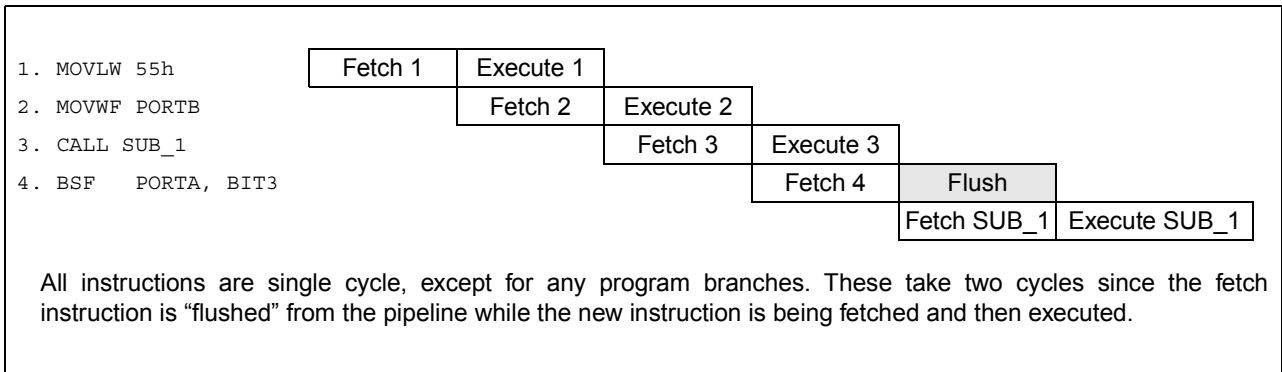 1. MOVLW 55h Fetch 1 Execute 1
2. MOVWF PORTB Fetch 2 Execute 2
3. CALL SUB_1 Fetch 3 Execute 3
4. BSF PORTA, BIT3 Fetch 4 Flush
Fetch SUB_1 Execute SUB_1
All instructions are single cycle, except for any program branches. These take two cycles since the fetch
instruction is “flushed” from the pipeline while the new instruction is being fetched and then executed.